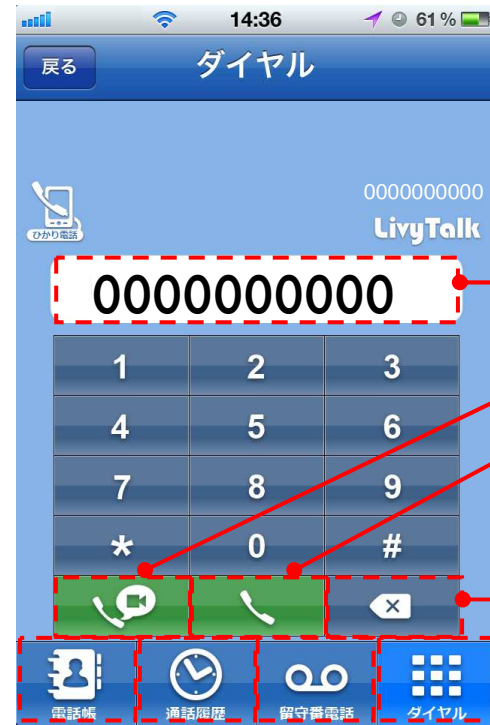 14:36 61%
戻る ダイヤル
0000000000
ひかり電話 LivyTalk
0000000000
1 2 3
4 5 6
7 8 9
* 0 #
電話帳 通話履歴 留守番電話 ダイヤル